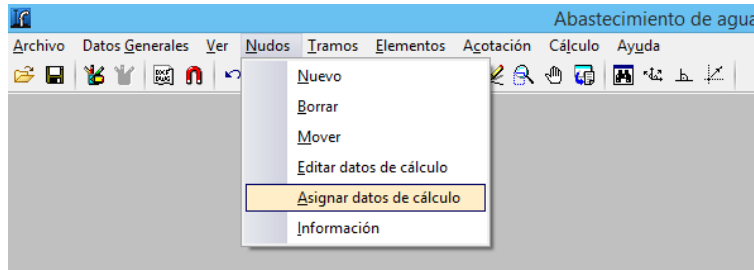 Abastecimiento de agua
Archivo Datos Generales Ver Nudos Tramos Elementos Acotación Cálculo Ayuda
Nuevo
Borrar
Mover
Editar datos de cálculo
Asignar datos de cálculo
Información